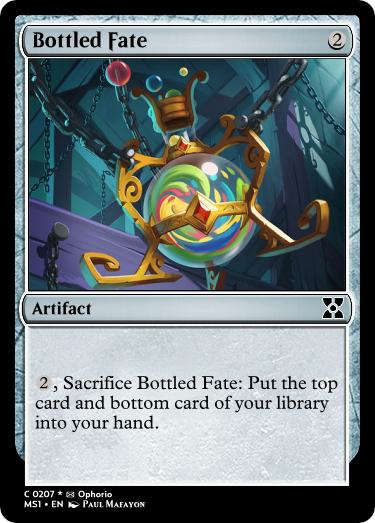 Bottled Fate 2
Artifact
2, Sacrifice Bottled Fate: Put the top
card and bottom card of your library
into your hand.
C 0207 * Ophorio
MS1 • EN Paul Mafayon